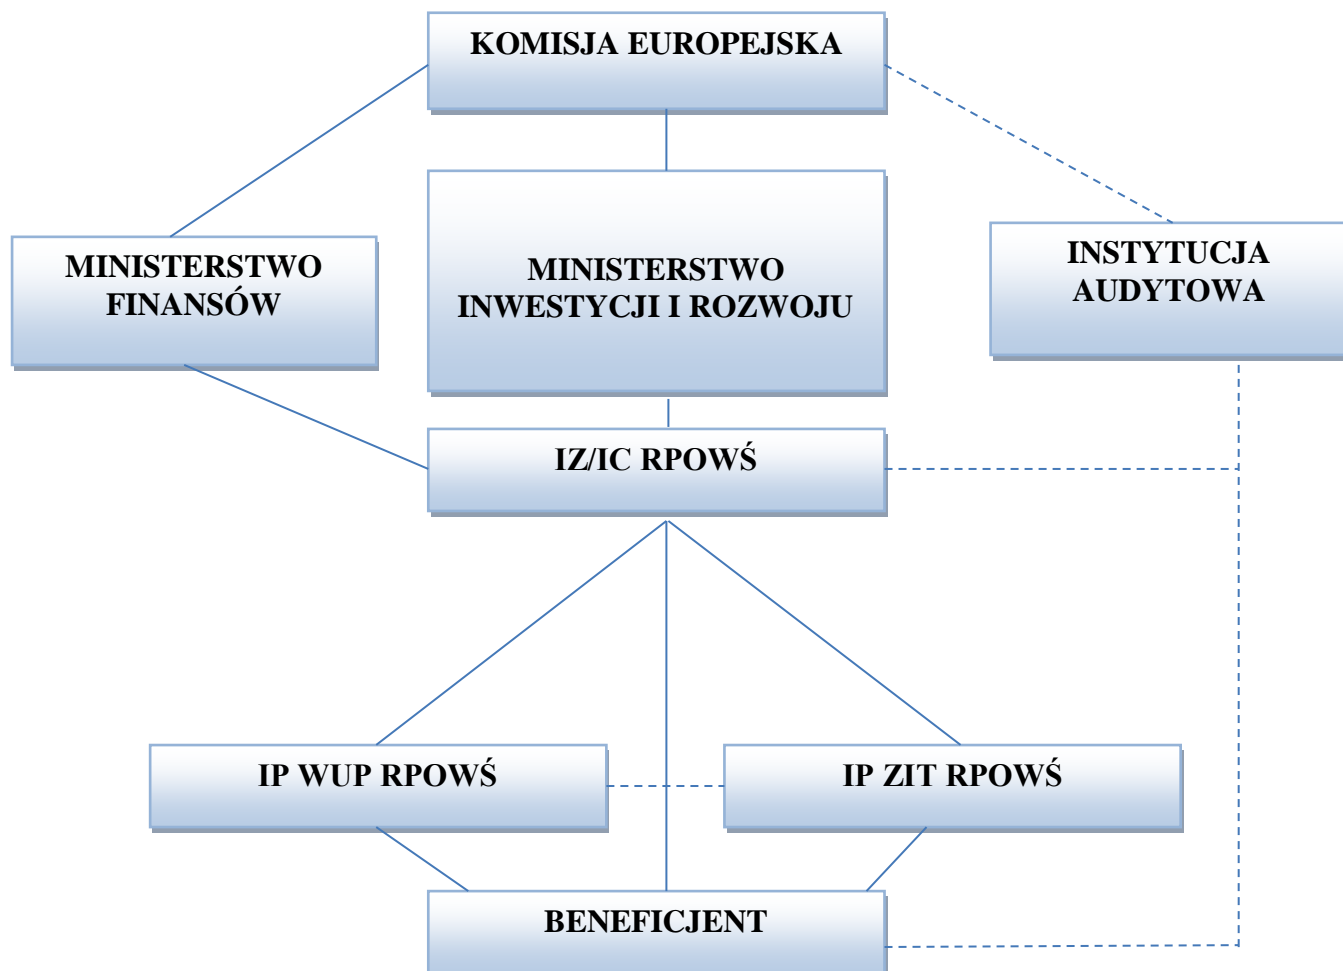 KOMISJA EUROPEJSKA
MINISTERSTWO
FINANSÓW
MINISTERSTWO
INWESTYCJI I ROZWOJU
INSTYTUCJA
AUDYTOWA
IZ/IC RPOWŚ
IP WUP RPOWŚ
IP ZIT RPOWŚ
BENEFICJENT